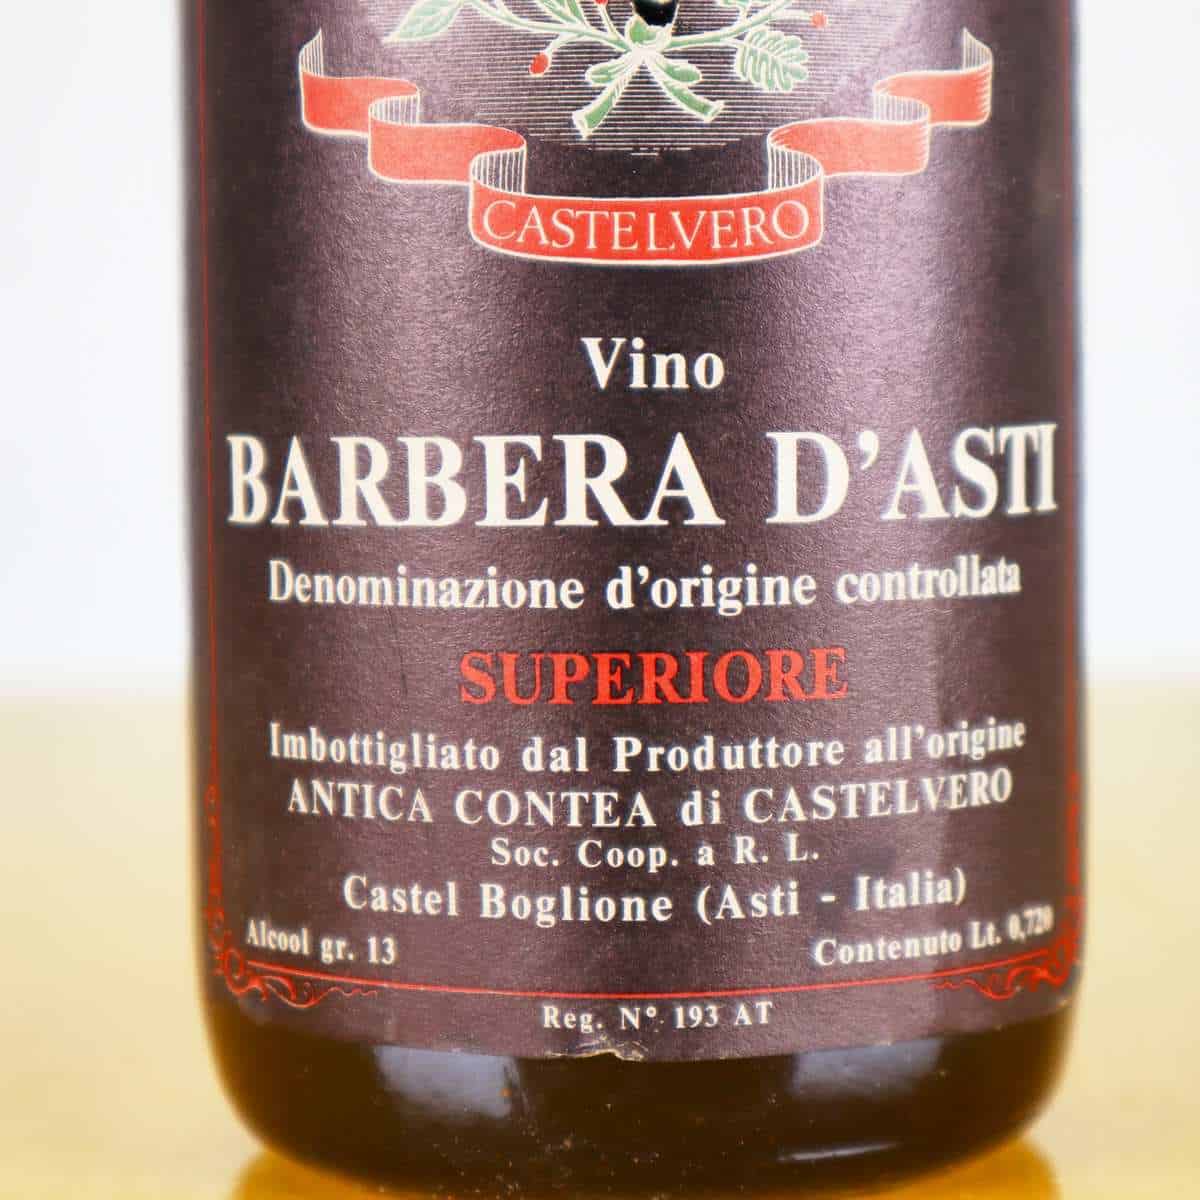 CASTELVERO
Vino
BARBERA D'ASTI
Denominazione d'origine controllata
SUPERIORE
Imbottigliato dal Produttore all'origine
ANTICA CONTEA di CASTELVERO
Soc. Coop. a R. L.
Castel Boglione (Asti - Italia)
Alcool gr. 13
Contenuto Lt. 0,720
Reg. N° 193 AT